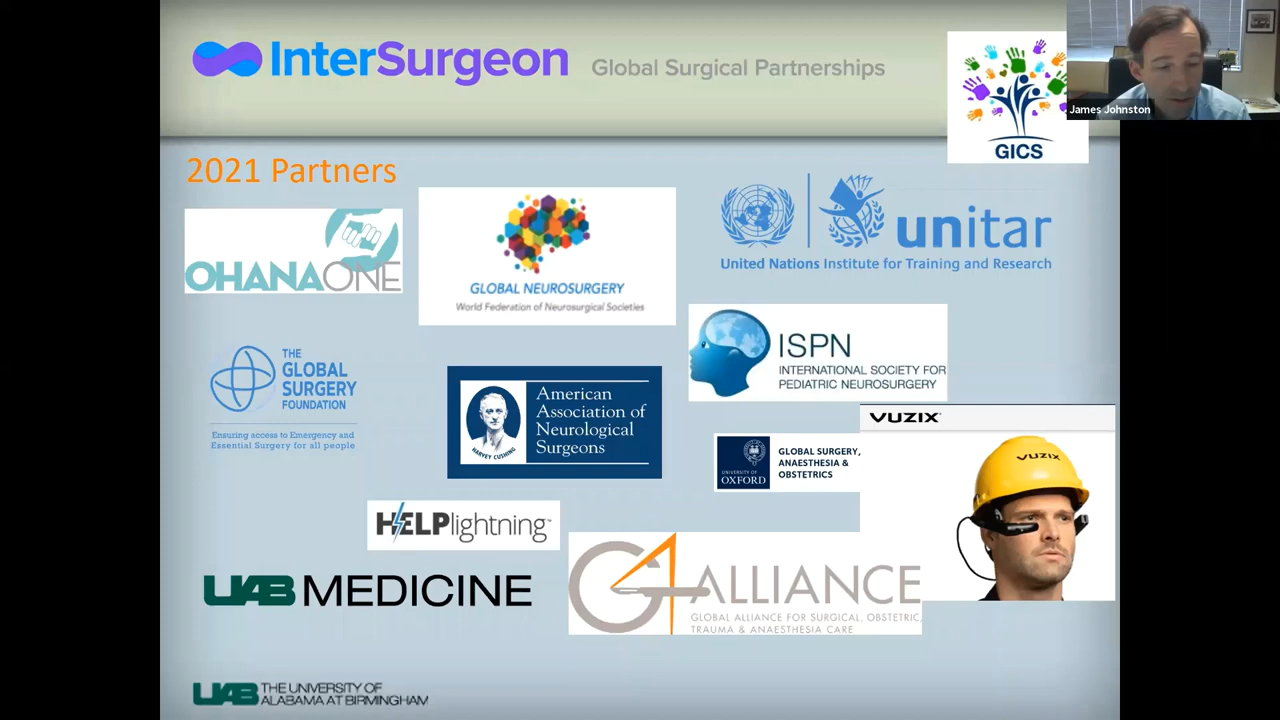 InterSurgeon Global Surgical Partnerships
James Johnston
GICS
2021 Partners
OHANAONE
GLOBAL NEUROSURGERY
World Federation of Neurosurgical Societies
unitar
United Nations Institute for Training and Research
THE
GLOBAL
SURGERY
FOUNDATION
Ensuring access to Emergency and
Essential Surgery for all people
American
Association of
Neurological
Surgeons
HARVEY CUSHING
ISPN
INTERNATIONAL SOCIETY FOR
PEDIATRIC NEUROSURGERY
UNIVERSITY OF
OXFORD
GLOBAL SURGERY,
ANAESTHESIA &
OBSTETRICS
VUZIX
VUZIX
HELPlightning™
UAB MEDICINE
G4 ALLIANCE
GLOBAL ALLIANCE FOR SURGICAL, OBSTETRIC,
TRAUMA & ANAESTHESIA CARE
UAB THE UNIVERSITY OF
ALABAMA AT BIRMINGHAM